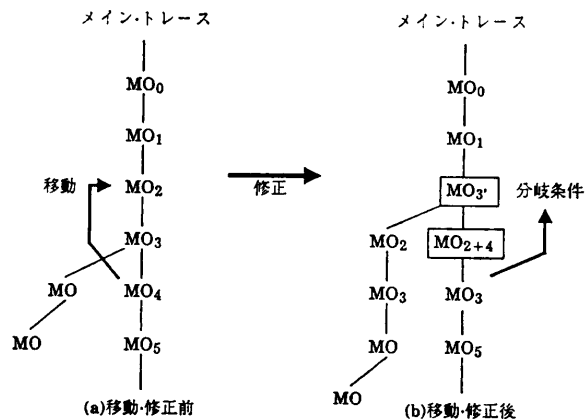 メイン・トレース
MO₀
MO₁
移動
MO₂
MO₃
MO
MO₄
MO
MO₅
(a)移動・修正前
修正
メイン・トレース
MO₀
MO₁
MO₃'
分岐条件
MO₂
MO₂₊₄
MO₃
MO₃
MO
MO₅
MO
(b)移動・修正後